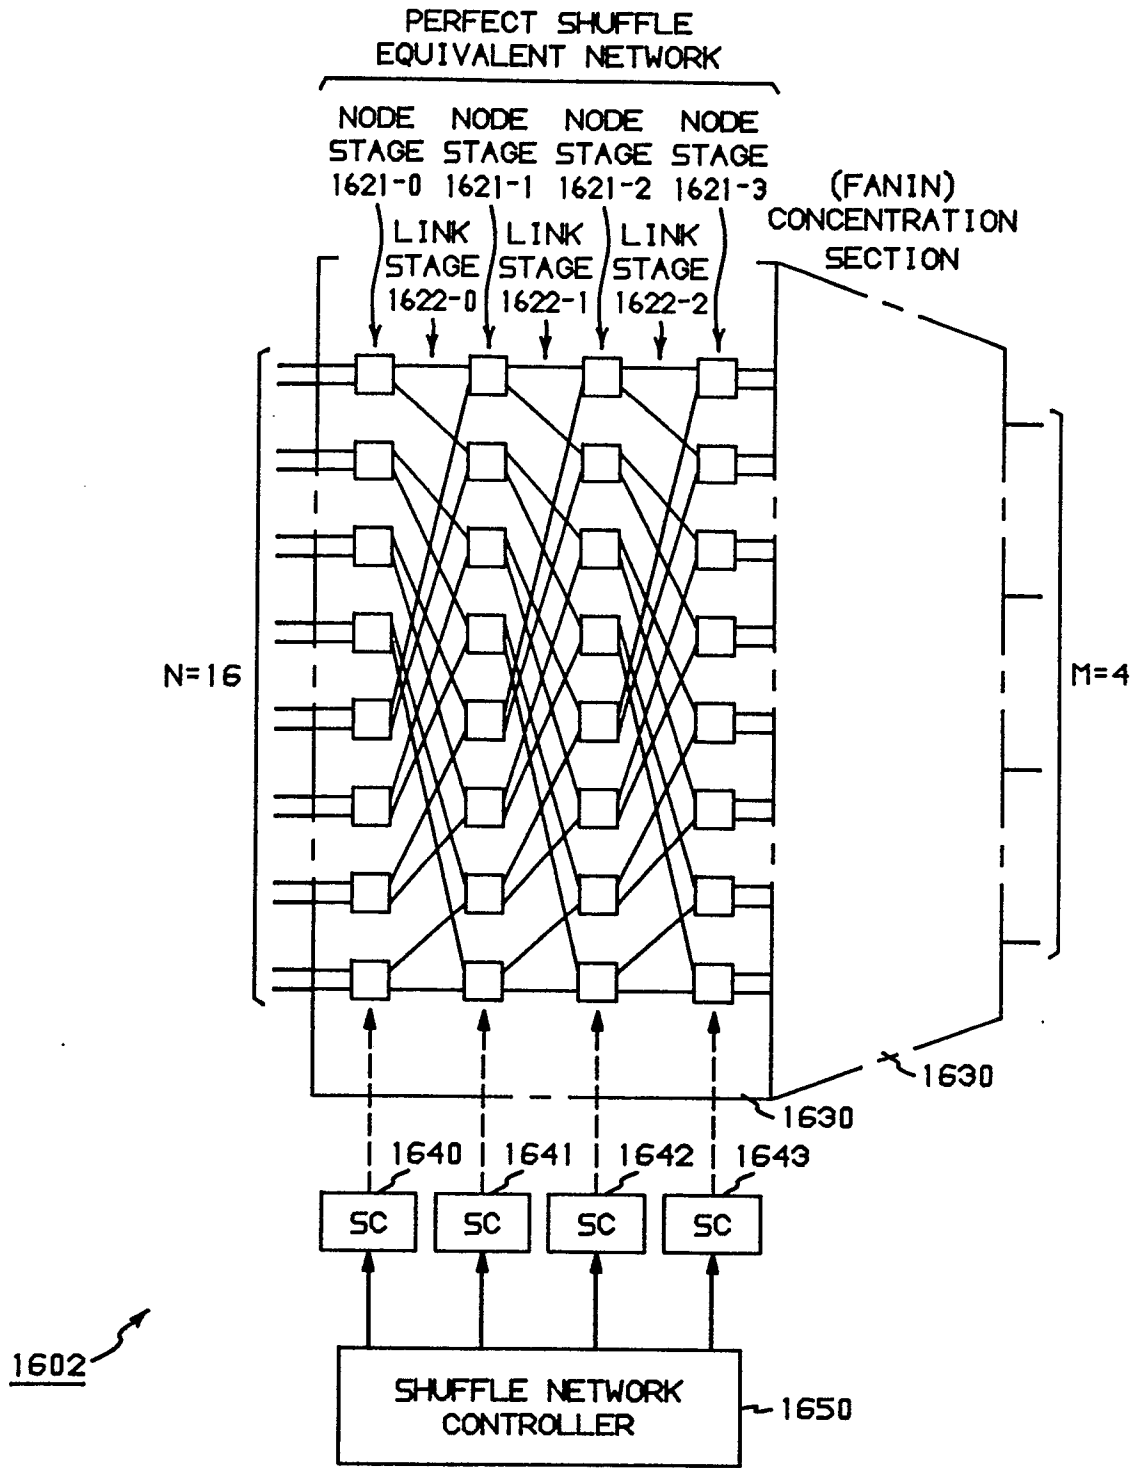 PERFECT SHUFFLE
EQUIVALENT NETWORK
NODE STAGE 1621-0
NODE STAGE 1621-1
NODE STAGE 1621-2
NODE STAGE 1621-3
LINK STAGE 1622-0
LINK STAGE 1622-1
LINK STAGE 1622-2
(FANIN)
CONCENTRATION
SECTION
N=16
M=4
1630
1630
1640
1641
1642
1643
SC
SC
SC
SC
1602
SHUFFLE NETWORK
CONTROLLER
1650